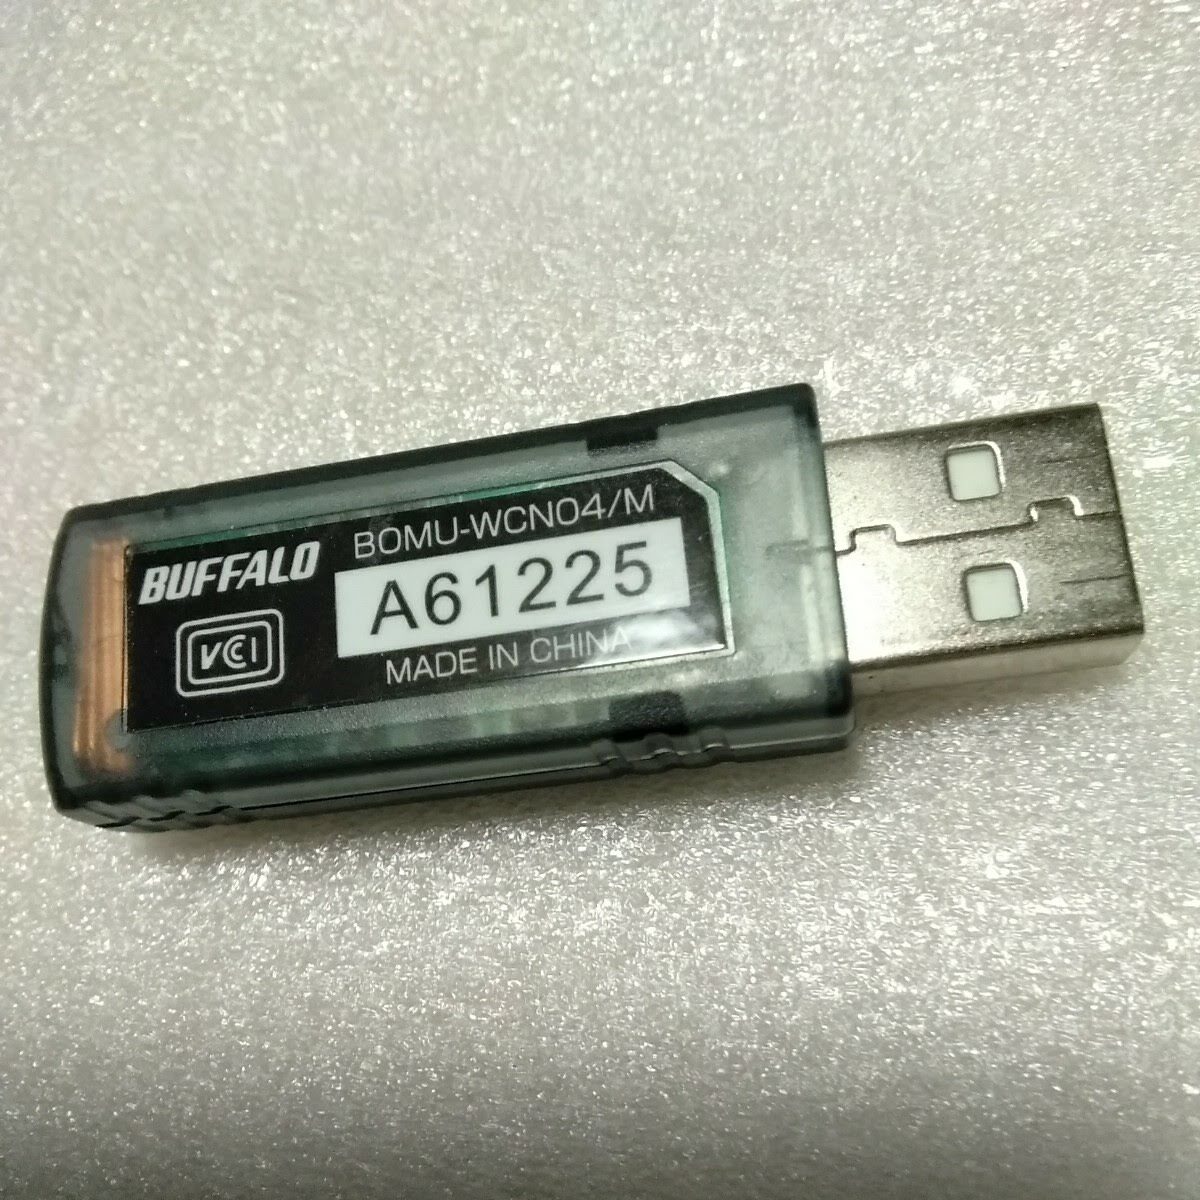 BUFFALO
VCI
BOMU-WCN04/M
A61225
MADE IN CHINA